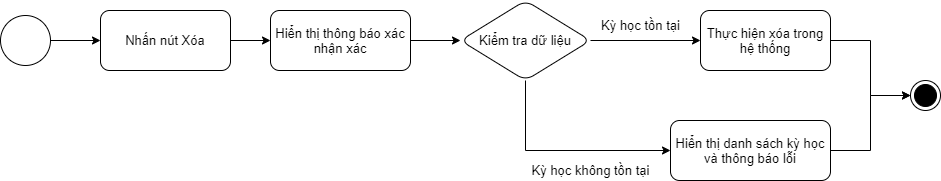 Nhấn nút Xóa
Hiển thị thông báo xác
nhận xác
Kiểm tra dữ liệu
Kỳ học tồn tại
Thực hiện xóa trong
hệ thống
Kỳ học không tồn tại
Hiển thị danh sách kỳ học
và thông báo lỗi